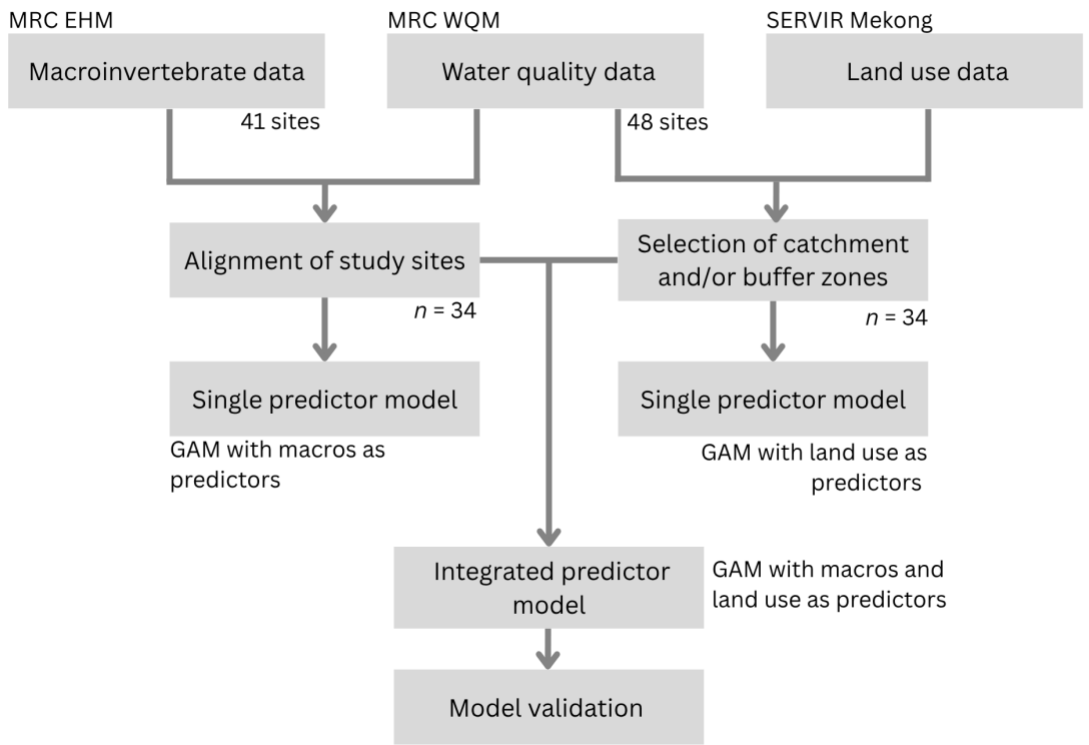 MRC EHM
MRC WQM
SERVIR Mekong
Macroinvertebrate data
Water quality data
Land use data
41 sites
48 sites
Alignment of study sites
Selection of catchment
and/or buffer zones
n = 34
n = 34
Single predictor model
Single predictor model
GAM with macros as
predictors
GAM with land use as
predictors
Integrated predictor
model
GAM with macros and
land use as predictors
Model validation